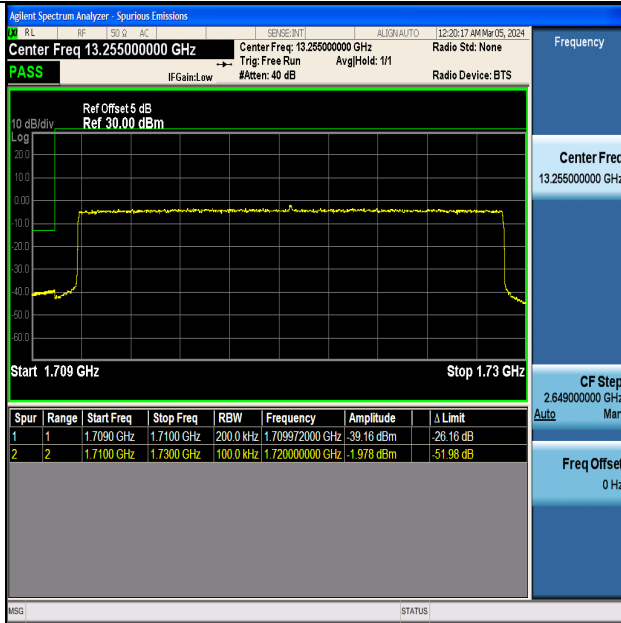 Agilent Spectrum Analyzer - Spurious Emissions
RL RF 50 Ω AC SENSE:INT ALIGN AUTO 12:20:17 AM Mar 05, 2024
Center Freq 13.255000000 GHz Center Freq: 13.255000000 GHz Radio Std: None Frequency
Trig: Free Run Avg|Hold: 1/1
PASS IFGain:Low #Atten: 40 dB Radio Device: BTS
Ref Offset 5 dB
10 dB/div Ref 30.00 dBm
Log
20.0
10.0
0.00
-10.0
-20.0
-30.0
-40.0
-50.0
-60.0
Start 1.709 GHz Stop 1.73 GHz
Center Freq
13.255000000 GHz
CF Step
2.649000000 GHz
Auto Man
Freq Offset
0 Hz
Spur Range Start Freq Stop Freq RBW Frequency Amplitude Δ Limit
1 1 1.7090 GHz 1.7100 GHz 200.0 kHz 1.709972000 GHz -39.16 dBm -26.16 dB
2 2 1.7100 GHz 1.7300 GHz 100.0 kHz 1.720000000 GHz -1.978 dBm -51.98 dB
MSG STATUS